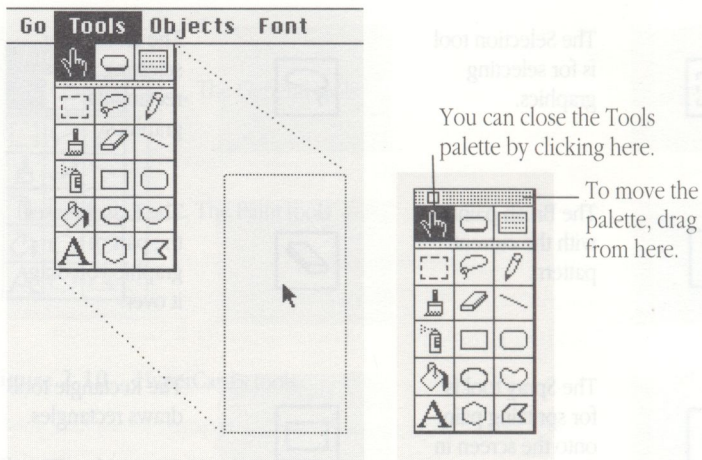 Go Tools Objects Font
You can close the Tools
palette by clicking here.
To move the
palette, drag
from here.
A
A
The Selection tool
is for selecting
graphics.
The Rectangle tool
draws rectangles.